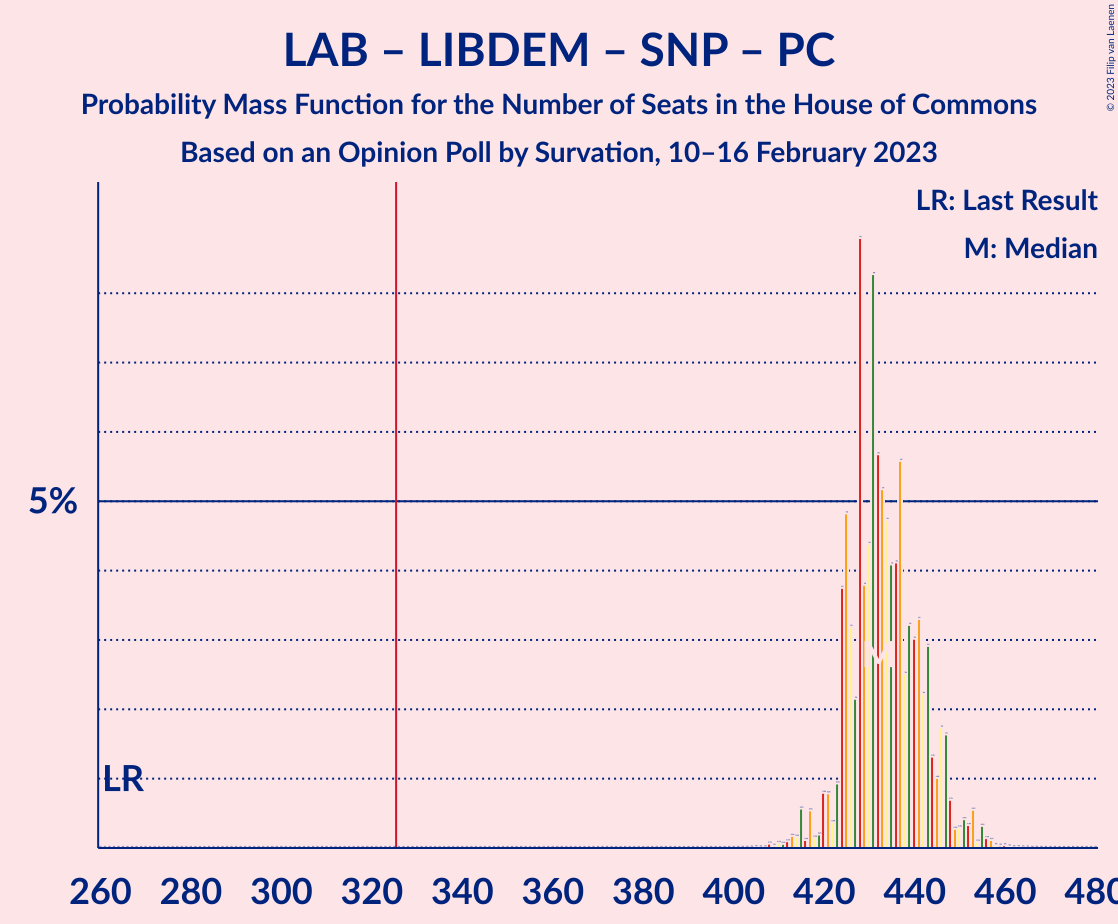 © 2023 Filip van Laenen
LAB – LIBDEM – SNP – PC
Probability Mass Function for the Number of Seats in the House of Commons
Based on an Opinion Poll by Survation, 10–16 February 2023
LR: Last Result
M: Median
5%
M
LR
260 280 300 320 340 360 380 400 420 440 460 480